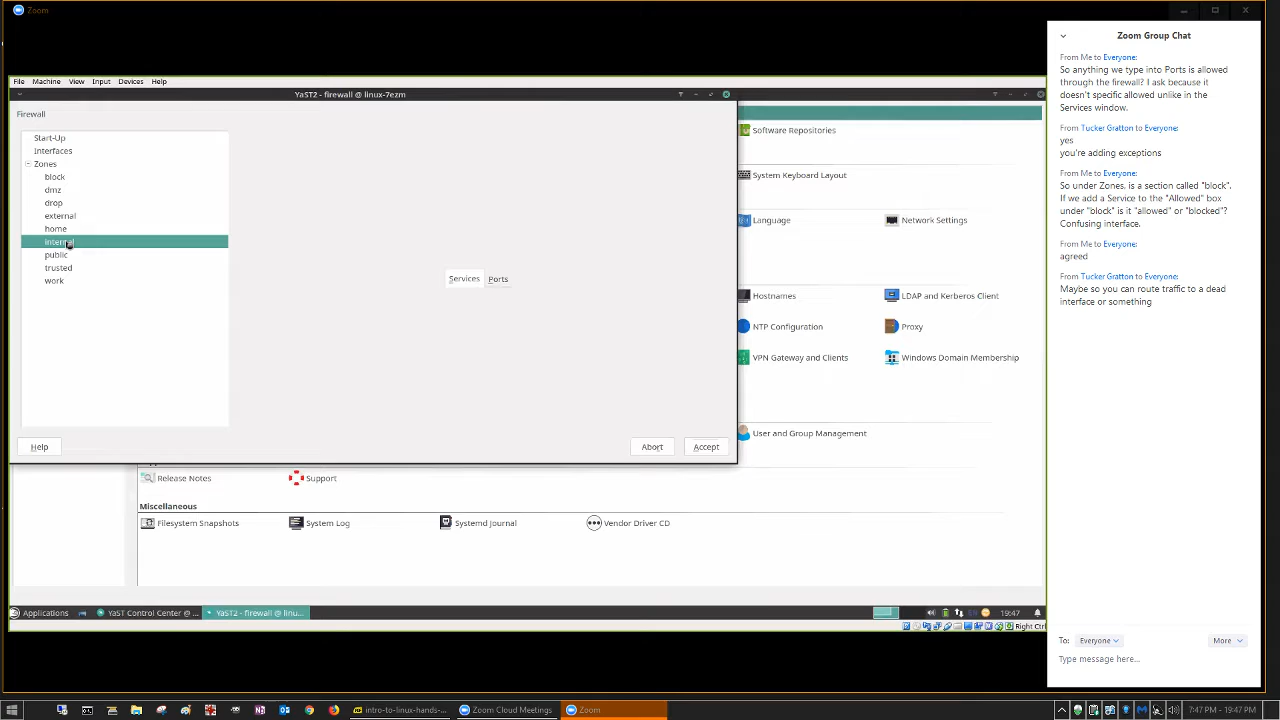 Zoom
File Machine View Input Devices Help
YaST2 - firewall @ linux-7ezm
Firewall
Start-Up
Interfaces
Zones
block
dmz
drop
external
home
public
trusted
work
Services Ports
Help Abort Accept
Software Repositories
System Keyboard Layout
Language Network Settings
Hostnames LDAP and Kerberos Client
NTP Configuration Proxy
VPN Gateway and Clients Windows Domain Membership
User and Group Management
Release Notes Support
Miscellaneous
Filesystem Snapshots System Log Systemd Journal Vendor Driver CD
Applications YaST Control Center @ ... YaST2 - firewall @ linu... EN 19:47
Right Ctrl
Zoom Group Chat
From Me to Everyone:
So anything we type into Ports is allowed
through the firewall? I ask because it
doesn't specific allowed unlike in the
Services window.
From Tucker Gratton to Everyone:
yes
you're adding exceptions
From Me to Everyone:
So under Zones, is a section called "block".
If we add a Service to the "Allowed" box
under "block" is it "allowed" or "blocked"?
Confusing interface.
From Me to Everyone:
agreed
From Tucker Gratton to Everyone:
Maybe so you can route traffic to a dead
interface or something
To: Everyone More
Type message here...
intro-to-linux-hands-... Zoom Cloud Meetings Zoom 7:47 PM - 19:47 PM